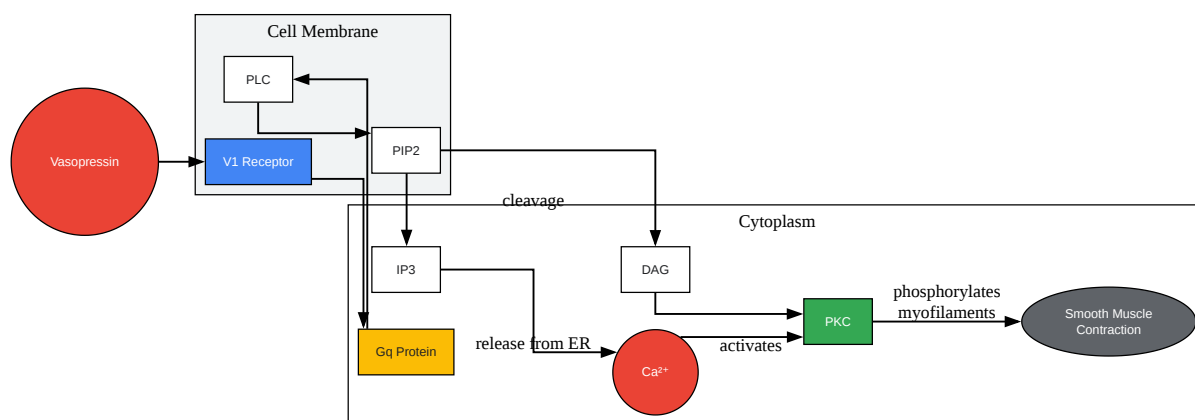 Cell Membrane
PLC
Vasopressin
V1 Receptor
PIP2
cleavage
Cytoplasm
IP3
DAG
phosphorylates
myofilaments
PKC
Smooth Muscle
Contraction
Gq Protein
release from ER
activates
Ca²⁺